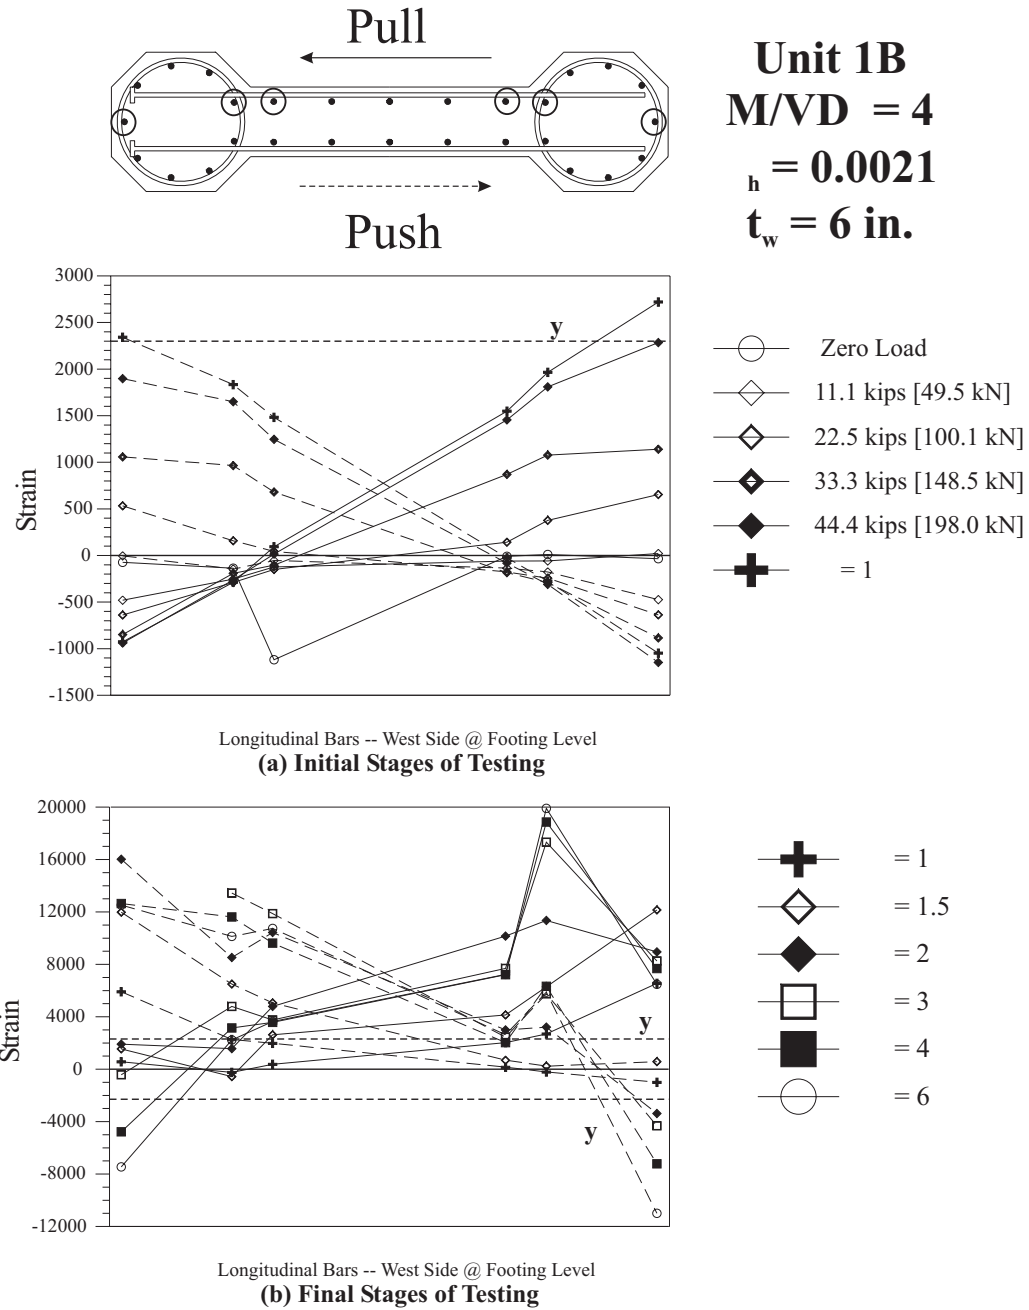 Pull
Push
Unit 1B
M/VD = 4
h = 0.0021
tw = 6 in.
3000
2500
2000
1500
1000
500
0
-500
-1000
-1500
Strain
y
Zero Load
11.1 kips [49.5 kN]
22.5 kips [100.1 kN]
33.3 kips [148.5 kN]
44.4 kips [198.0 kN]
= 1
Longitudinal Bars -- West Side @ Footing Level
(a) Initial Stages of Testing
20000
16000
12000
8000
4000
0
-4000
-8000
-12000
Strain
y
y
= 1
= 1.5
= 2
= 3
= 4
= 6
Longitudinal Bars -- West Side @ Footing Level
(b) Final Stages of Testing